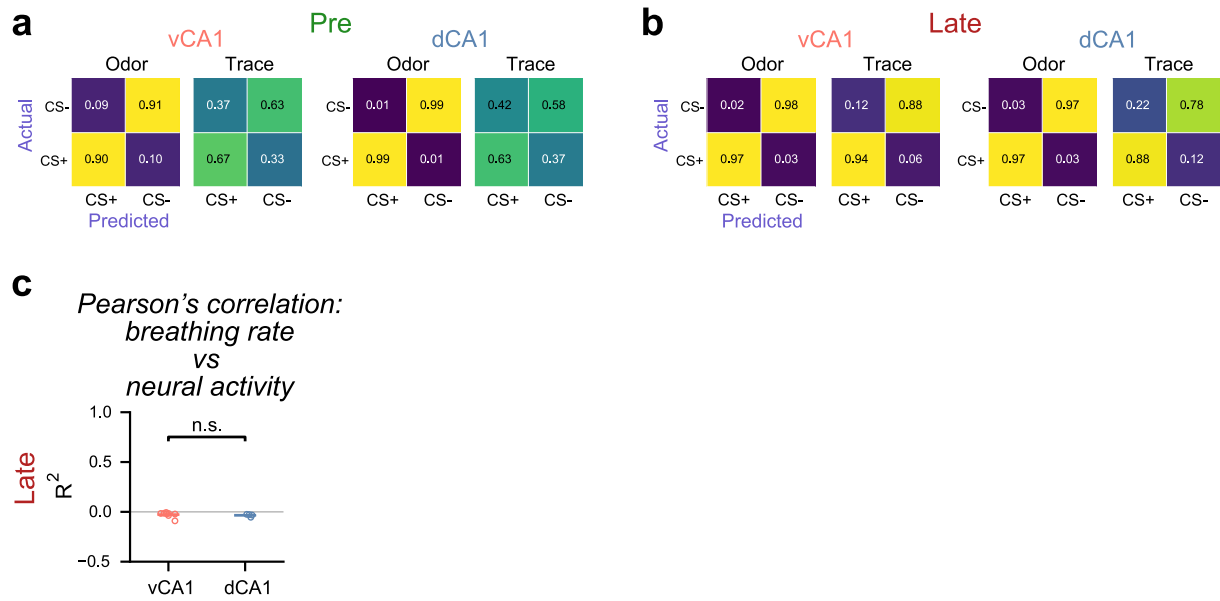 a
Pre
vCA1
dCA1
Odor
Trace
Odor
Trace
Actual
CS-
0.09
0.91
0.37
0.63
CS-
0.01
0.99
0.42
0.58
CS+
0.90
0.10
0.67
0.33
CS+
0.99
0.01
0.63
0.37
CS+
CS-
CS+
CS-
CS+
CS-
CS+
CS-
Predicted
b
Late
vCA1
dCA1
Odor
Trace
Odor
Trace
Actual
CS-
0.02
0.98
0.12
0.88
CS-
0.03
0.97
0.22
0.78
CS+
0.97
0.03
0.94
0.06
CS+
0.97
0.03
0.88
0.12
CS+
CS-
CS+
CS-
CS+
CS-
CS+
CS-
Predicted
c
Pearson's correlation:
breathing rate
vs
neural activity
Late
R²
1.0
0.5
0.0
−0.5
n.s.
vCA1
dCA1